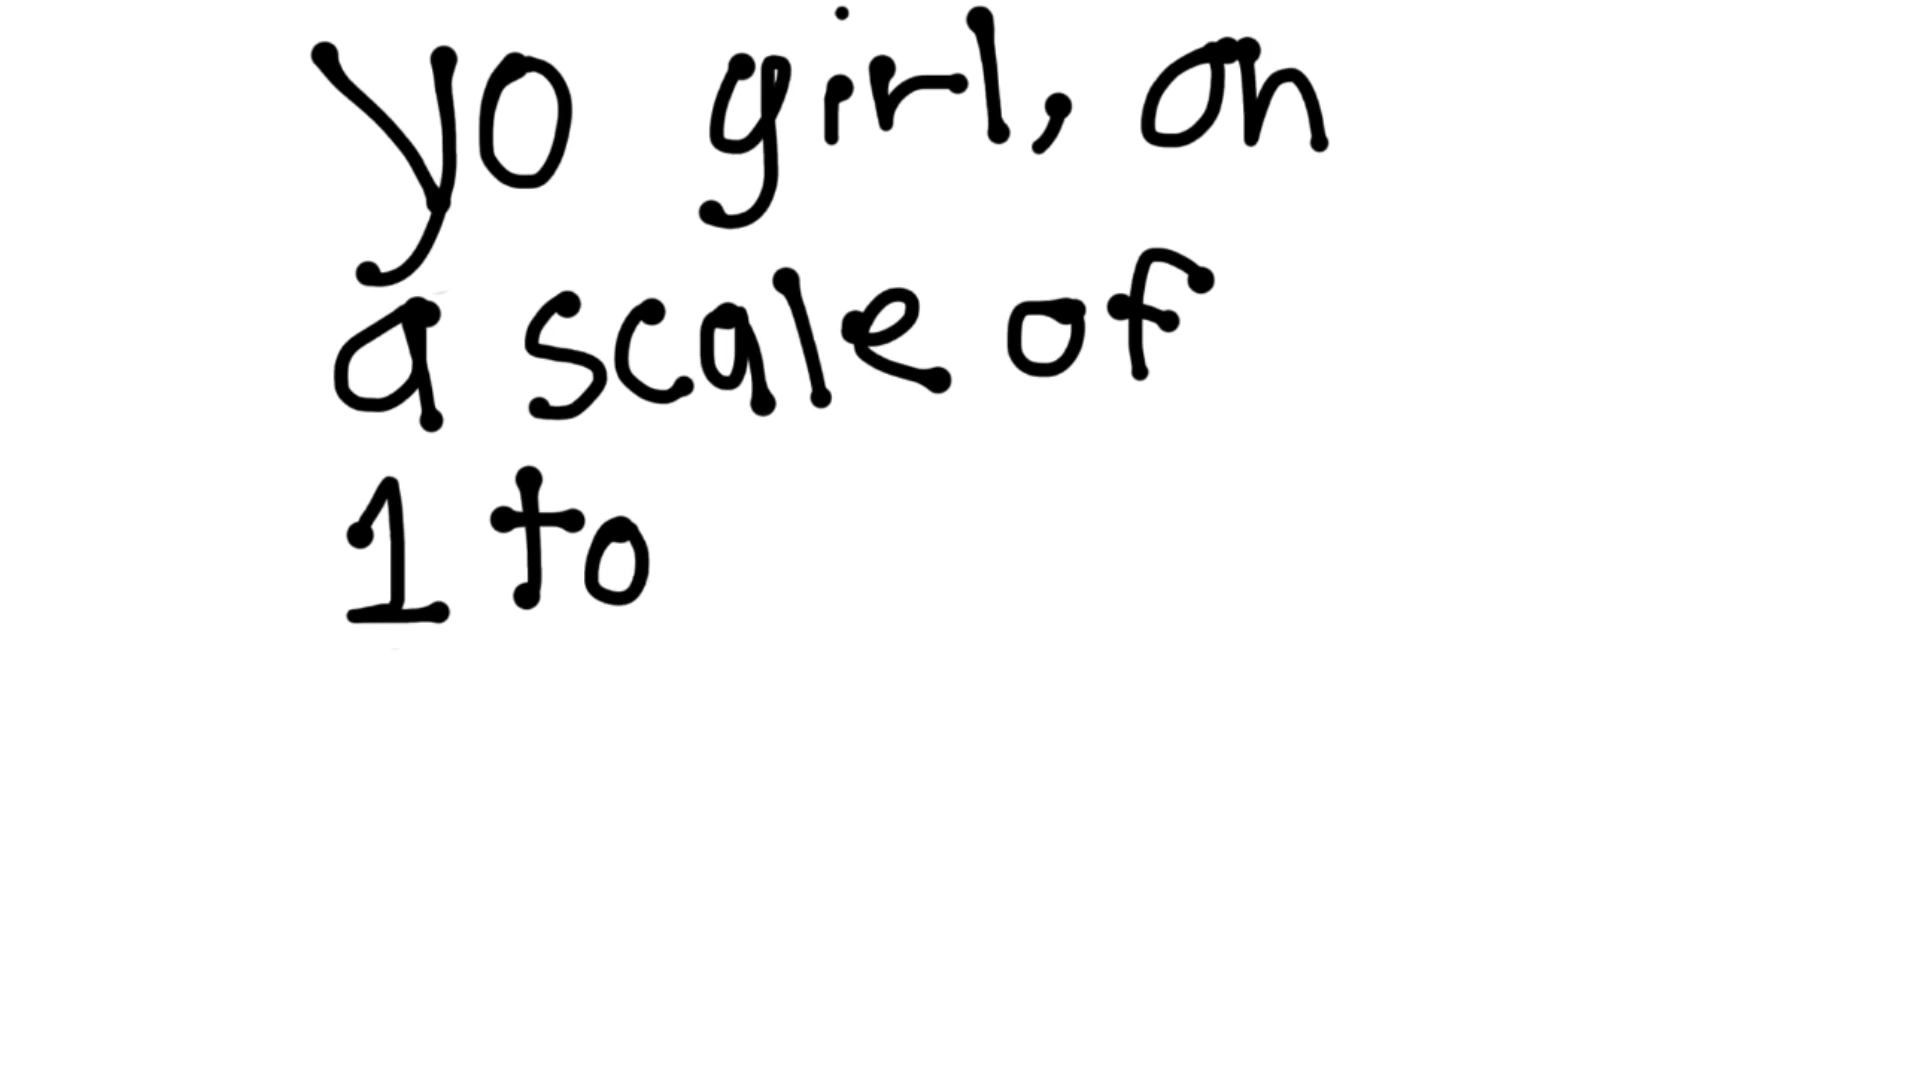 yo girl, on
a scale of
1 to